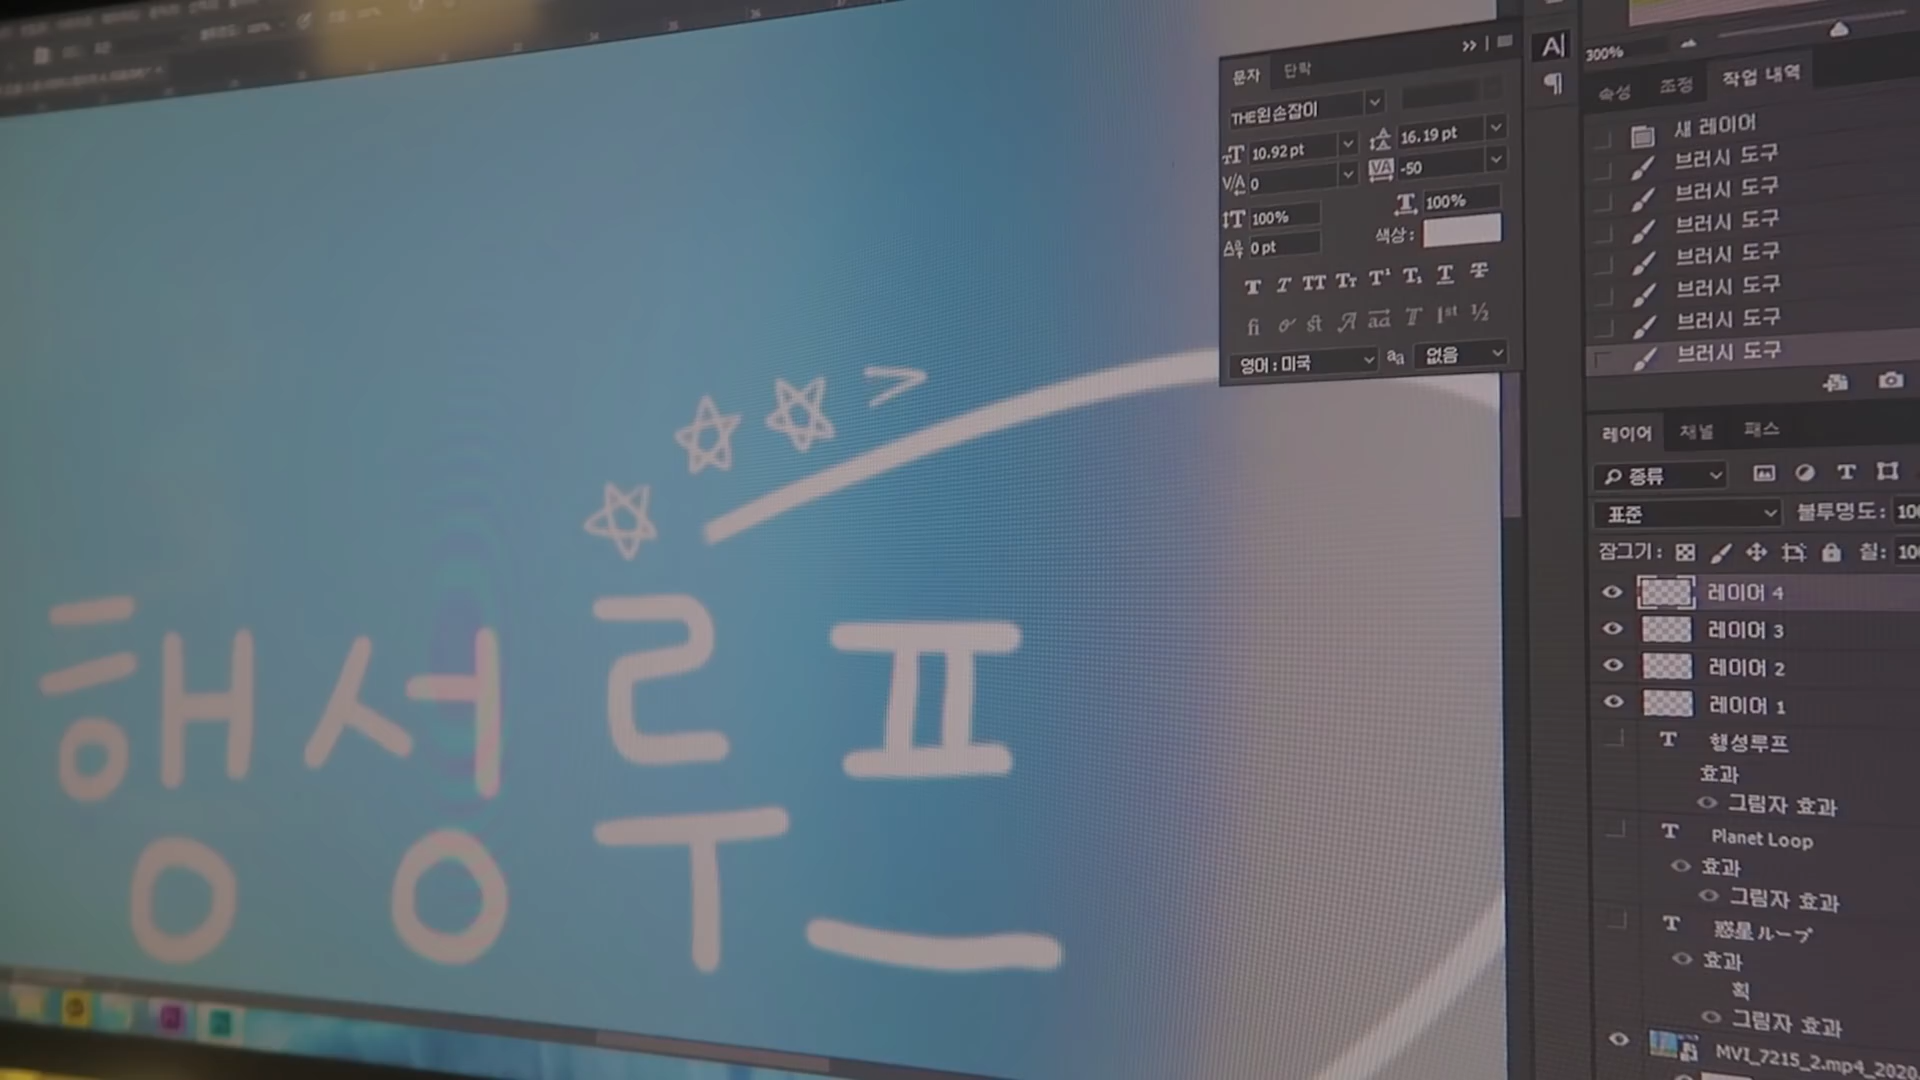 행성루프
>
문자 단락
THE왼손잡이
10.92 pt 16.19 pt
0 -50
100% 100%
0 pt 색상:
영어: 미국 aa 없음
300%
속성 조정 작업 내역
새 레이어
브러시 도구
브러시 도구
브러시 도구
브러시 도구
브러시 도구
브러시 도구
브러시 도구
레이어 채널 패스
종류
표준 불투명도: 100
잠그기: 칠: 100
레이어 4
레이어 3
레이어 2
레이어 1
행성루프
효과
그림자 효과
Planet Loop
효과
그림자 효과
惑星ループ
효과
획
그림자 효과
MVI_7215_2.mp4_2020